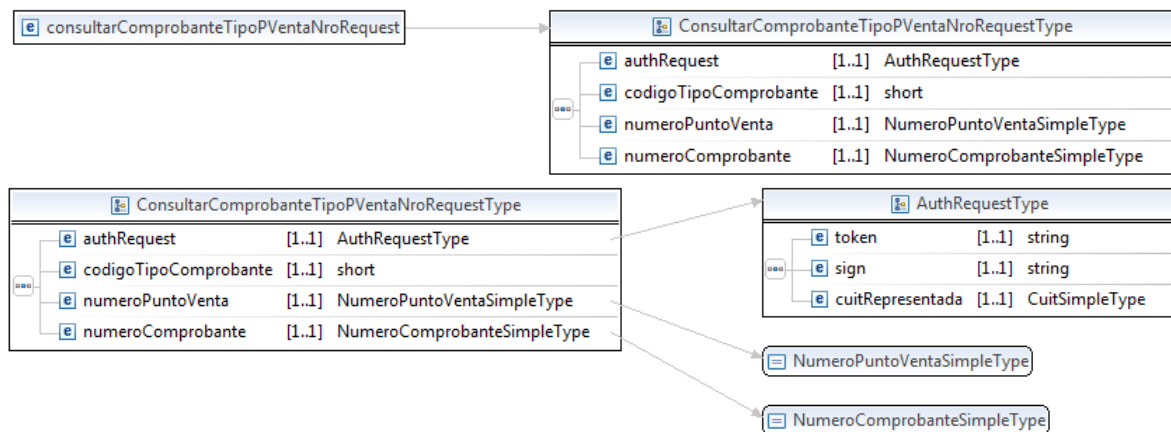 consultarComprobanteTipoPVentaNroRequest
ConsultarComprobanteTipoPVentaNroRequestType
authRequest [1..1] AuthRequestType
codigoTipoComprobante [1..1] short
numeroPuntoVenta [1..1] NumeroPuntoVentaSimpleType
numeroComprobante [1..1] NumeroComprobanteSimpleType
ConsultarComprobanteTipoPVentaNroRequestType
authRequest [1..1] AuthRequestType
codigoTipoComprobante [1..1] short
numeroPuntoVenta [1..1] NumeroPuntoVentaSimpleType
numeroComprobante [1..1] NumeroComprobanteSimpleType
AuthRequestType
token [1..1] string
sign [1..1] string
cuitRepresentada [1..1] CuitSimpleType
NumeroPuntoVentaSimpleType
NumeroComprobanteSimpleType